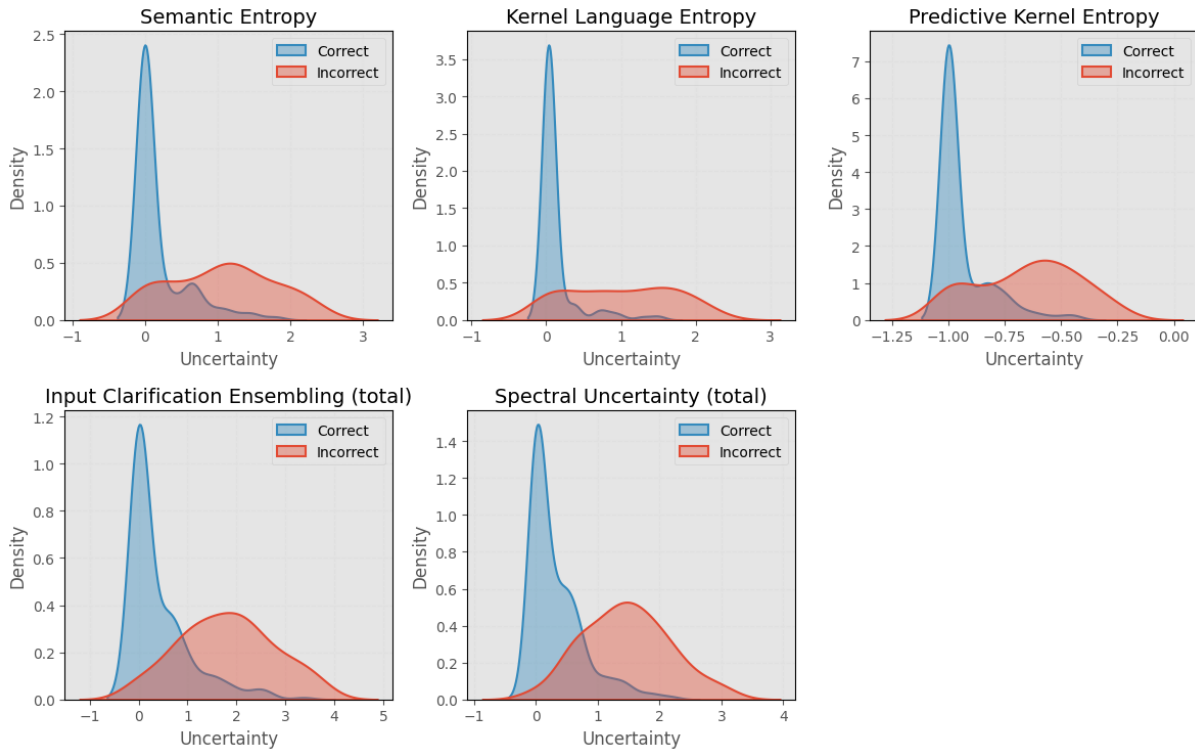 Semantic Entropy
2.5
2.0
1.5
1.0
0.5
0.0
Density
Correct
Incorrect
−1 0 1 2 3
Uncertainty
Kernel Language Entropy
3.5
3.0
2.5
2.0
1.5
1.0
0.5
0.0
Density
Correct
Incorrect
−1 0 1 2 3
Uncertainty
Predictive Kernel Entropy
7
6
5
4
3
2
1
0
Density
Correct
Incorrect
−1.25 −1.00 −0.75 −0.50 −0.25 0.00
Uncertainty
Input Clarification Ensembling (total)
1.2
1.0
0.8
0.6
0.4
0.2
0.0
Density
Correct
Incorrect
−1 0 1 2 3 4 5
Uncertainty
Spectral Uncertainty (total)
1.4
1.2
1.0
0.8
0.6
0.4
0.2
0.0
Density
Correct
Incorrect
−1 0 1 2 3 4
Uncertainty